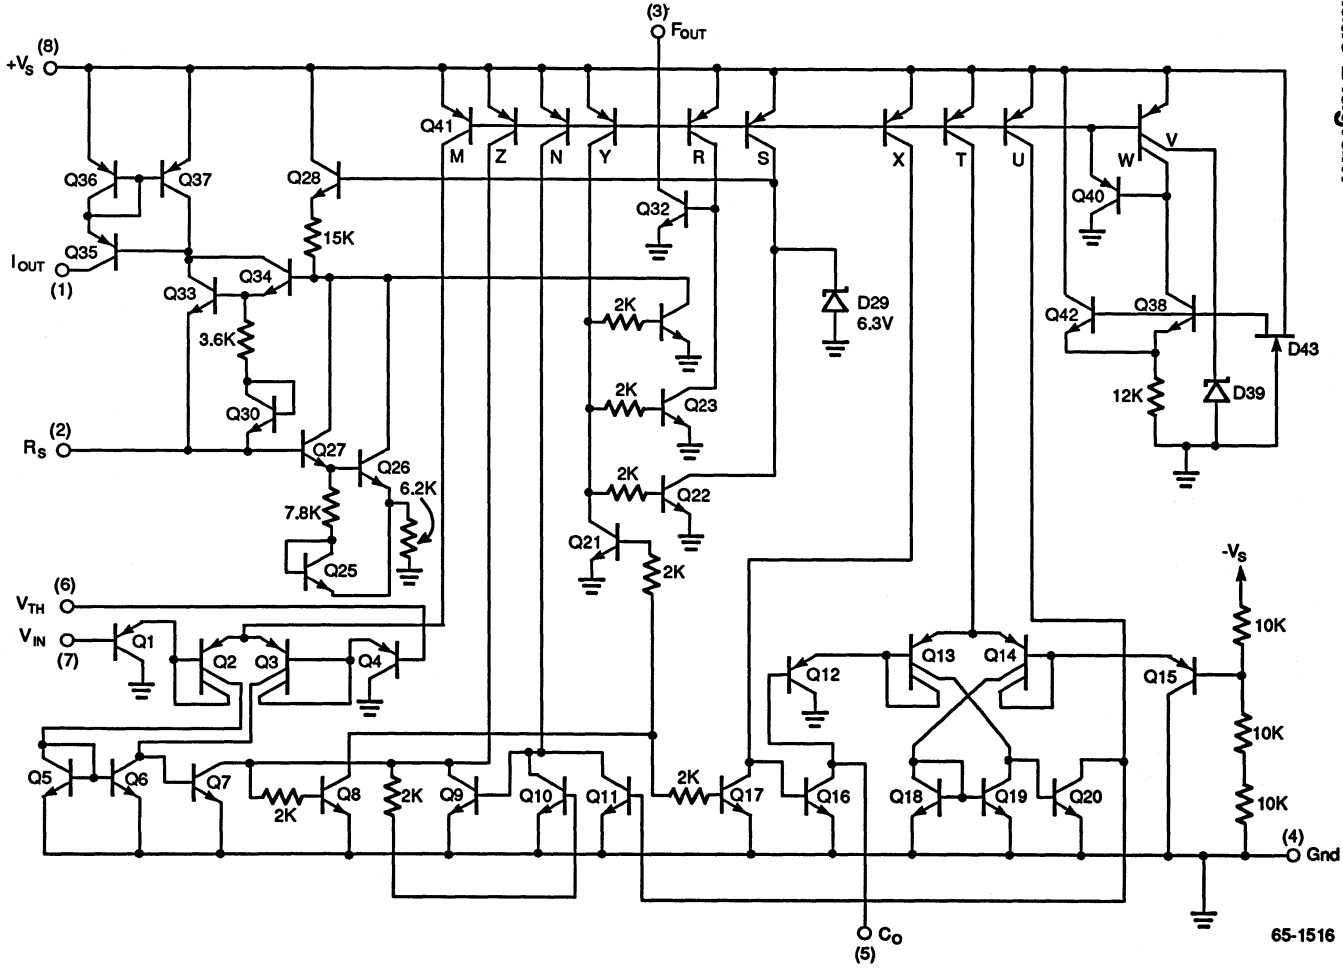 (3)
F OUT
(8)
+VS
Q41
M
Z
N
Y
R
S
X
T
U
V
W
Q36
Q37
Q28
Q32
Q40
Q35
15K
IOUT
(1)
Q33
Q34
2K
D29
6.3V
Q42
Q38
3.6K
D43
Q30
2K
Q23
12K
D39
RS
(2)
Q27
Q26
6.2K
2K
Q22
7.8K
Q21
Q25
2K
-VS
(6)
VTH
VIN
(7)
Q1
Q2
Q3
Q4
Q12
Q13
Q14
Q15
10K
10K
Q5
Q6
Q7
2K
Q8
2K
Q9
Q10
Q11
2K
Q17
Q16
Q18
Q19
Q20
10K
(4)
Gnd
CO
(5)
65-1516